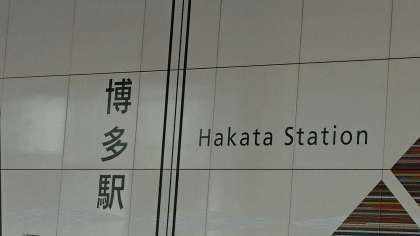 博多駅
Hakata Station